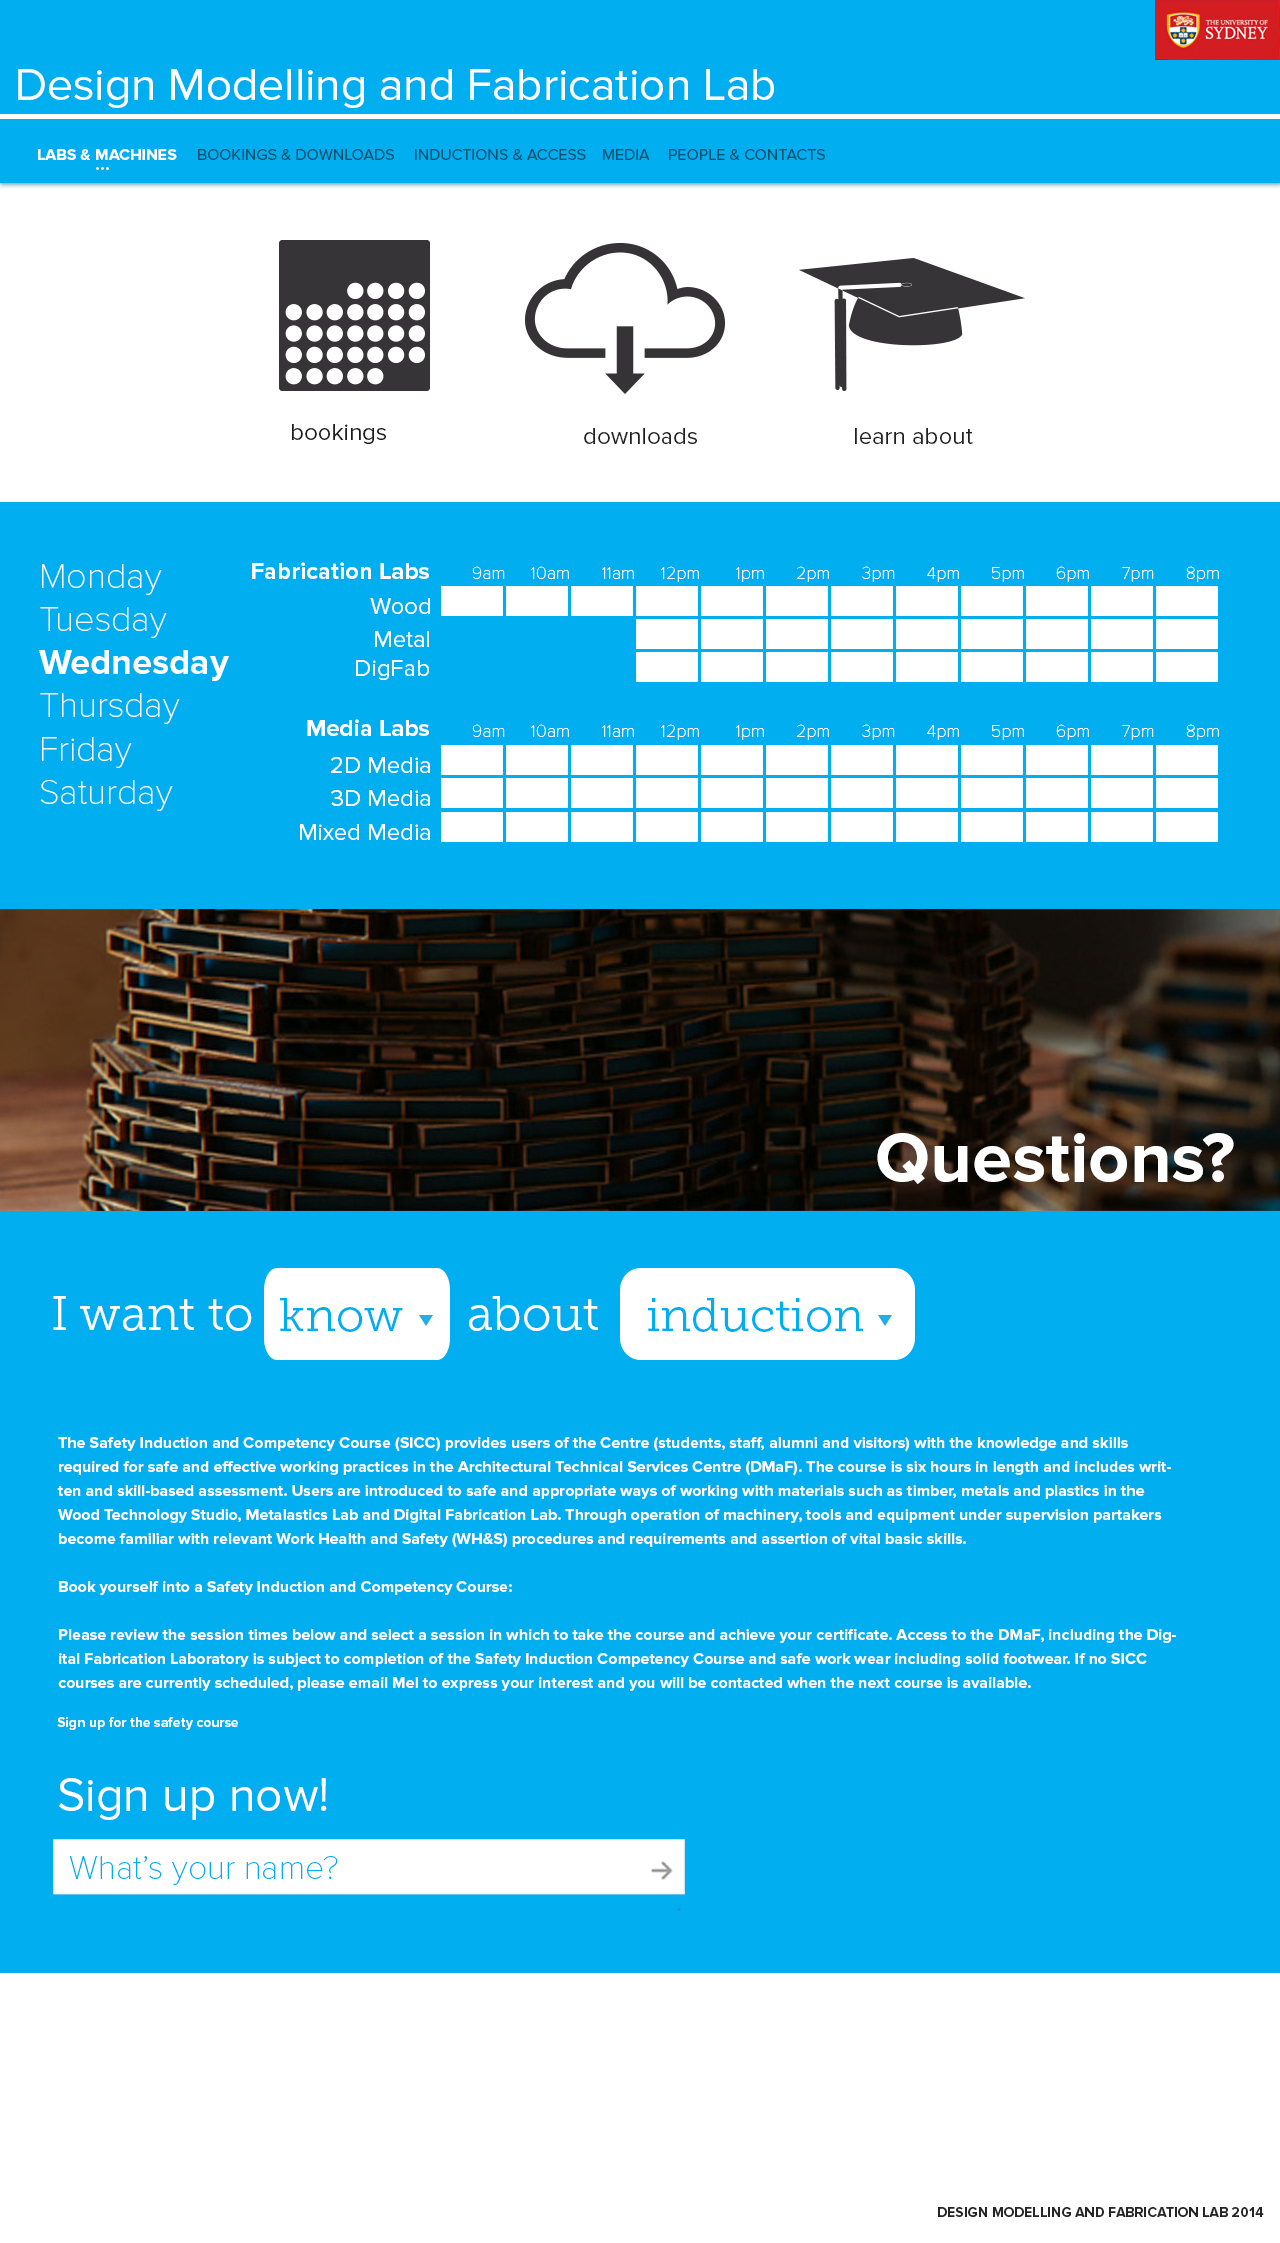 THE UNIVERSITY OF
SYDNEY
Design Modelling and Fabrication Lab
LABS & MACHINES BOOKINGS & DOWNLOADS INDUCTIONS & ACCESS MEDIA PEOPLE & CONTACTS
bookings downloads learn about
Monday
Tuesday
Wednesday
Thursday
Friday
Saturday
Fabrication Labs 9am 10am 11am 12pm 1pm 2pm 3pm 4pm 5pm 6pm 7pm 8pm
Wood
Metal
DigFab
Media Labs 9am 10am 11am 12pm 1pm 2pm 3pm 4pm 5pm 6pm 7pm 8pm
2D Media
3D Media
Mixed Media
Questions?
I want to know about induction
The Safety Induction and Competency Course (SICC) provides users of the Centre (students, staff, alumni and visitors) with the knowledge and skills
required for safe and effective working practices in the Architectural Technical Services Centre (DMaF). The course is six hours in length and includes writ-
ten and skill-based assessment. Users are introduced to safe and appropriate ways of working with materials such as timber, metals and plastics in the
Wood Technology Studio, Metalastics Lab and Digital Fabrication Lab. Through operation of machinery, tools and equipment under supervision partakers
become familiar with relevant Work Health and Safety (WH&S) procedures and requirements and assertion of vital basic skills.
Book yourself into a Safety Induction and Competency Course:
Please review the session times below and select a session in which to take the course and achieve your certificate. Access to the DMaF, including the Dig-
ital Fabrication Laboratory is subject to completion of the Safety Induction Competency Course and safe work wear including solid footwear. If no SICC
courses are currently scheduled, please email Mel to express your interest and you will be contacted when the next course is available.
Sign up for the safety course
Sign up now!
What's your name?
DESIGN MODELLING AND FABRICATION LAB 2014